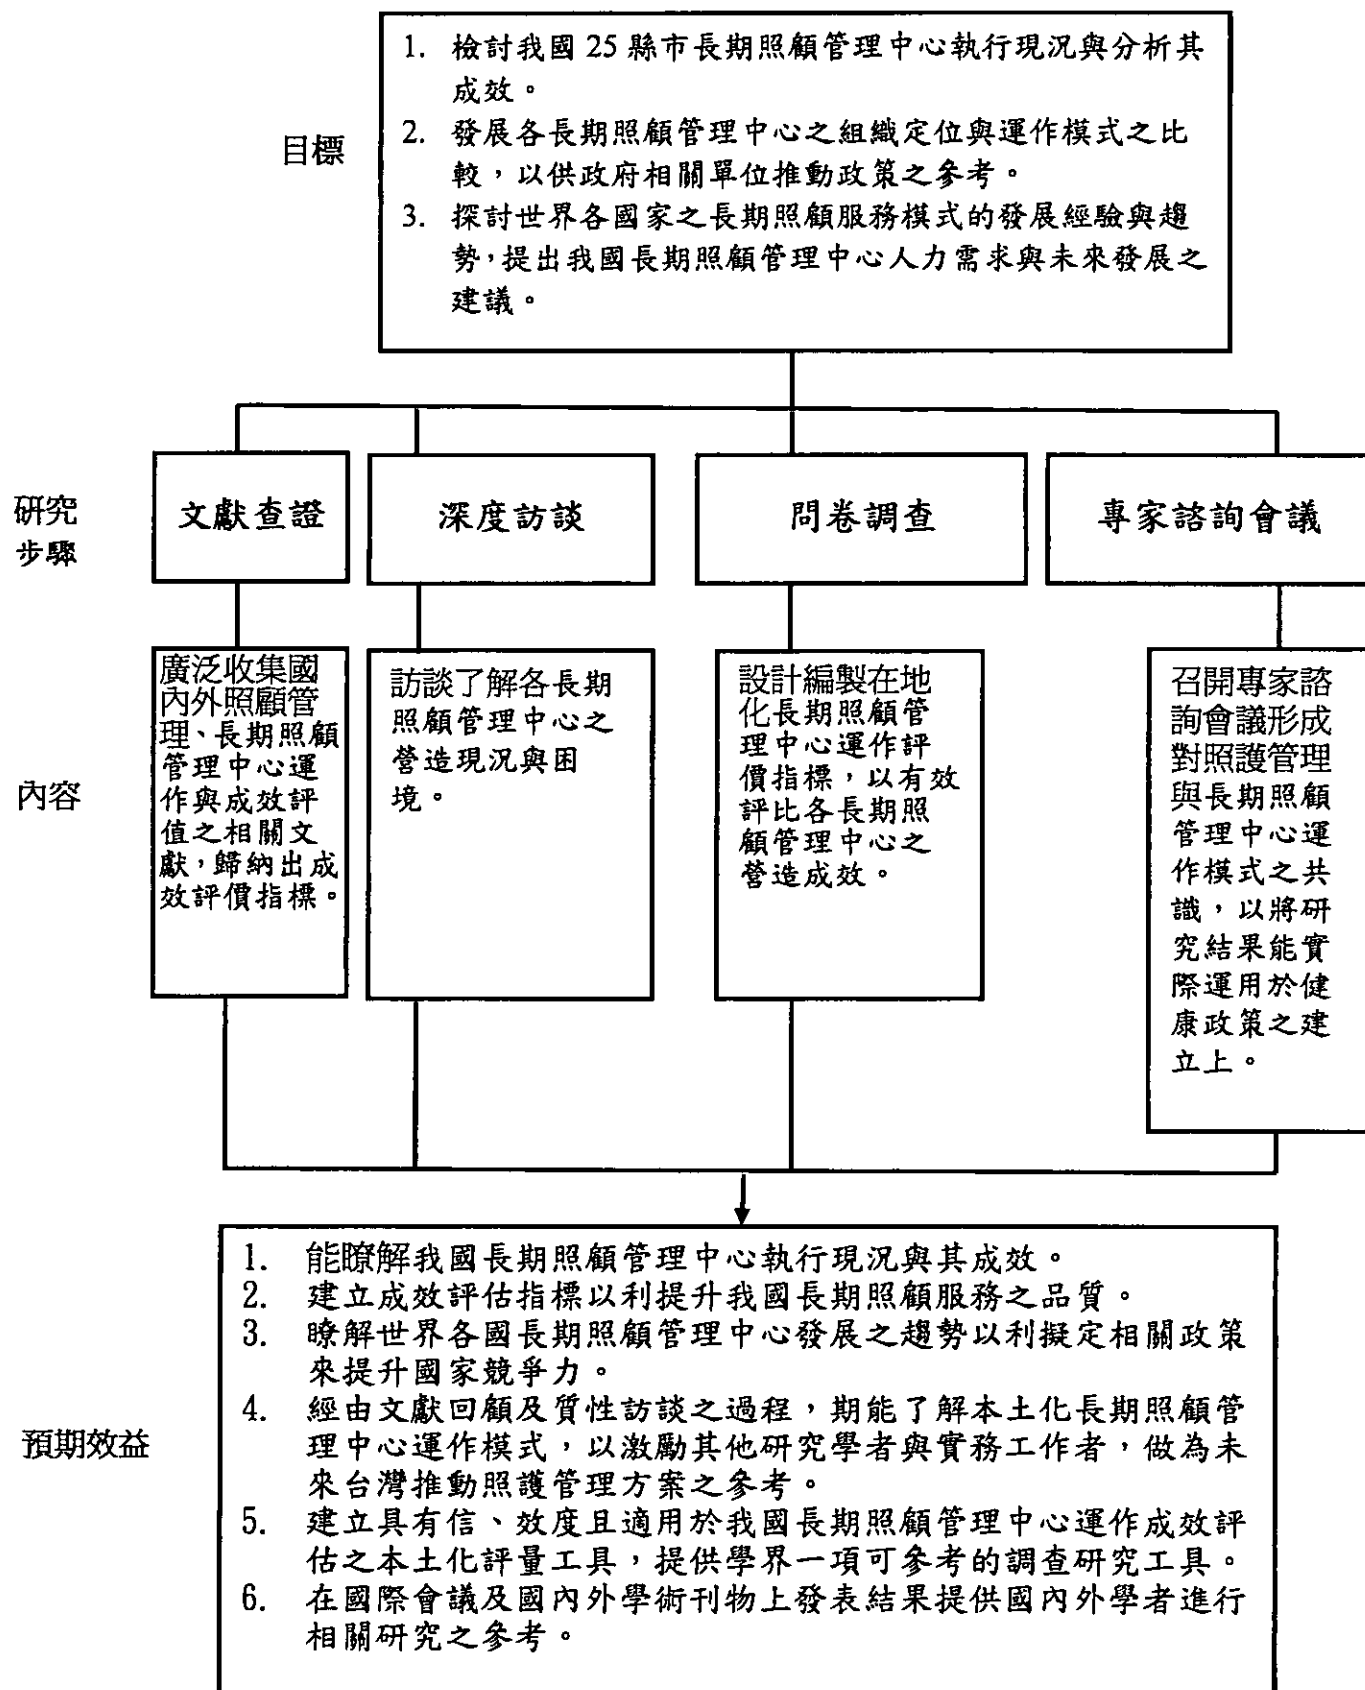 1. 檢討我國 25 縣市長期照顧管理中心執行現況與分析其
成效。
2. 發展各長期照顧管理中心之組織定位與運作模式之比
較，以供政府相關單位推動政策之參考。
3. 探討世界各國家之長期照顧服務模式的發展經驗與趨
勢，提出我國長期照顧管理中心人力需求與未來發展之
建議。
目標
研究
步驟
文獻查證
深度訪談
問卷調查
專家諮詢會議
內容
廣泛收集國
內外照顧管
理、長期照顧
管理中心運
作與成效評
值之相關文
獻，歸納出成
效評價指標。
訪談了解各長期
照顧管理中心之
營造現況與困
境。
設計編製在地
化長期照顧管
理中心運作評
價指標，以有效
評比各長期照
顧管理中心之
營造成效。
召開專家諮
詢會議形成
對照護管理
與長期照顧
管理中心運
作模式之共
識，以將研
究結果能實
際運用於健
康政策之建
立上。
預期效益
1. 能瞭解我國長期照顧管理中心執行現況與其成效。
2. 建立成效評估指標以利提升我國長期照顧服務之品質。
3. 瞭解世界各國長期照顧管理中心發展之趨勢以利擬定相關政策
來提升國家競爭力。
4. 經由文獻回顧及質性訪談之過程，期能了解本土化長期照顧管
理中心運作模式，以激勵其他研究學者與實務工作者，做為未
來台灣推動照護管理方案之參考。
5. 建立具有信、效度且適用於我國長期照顧管理中心運作成效評
估之本土化評量工具，提供學界一項可參考的調查研究工具。
6. 在國際會議及國內外學術刊物上發表結果提供國內外學者進行
相關研究之參考。